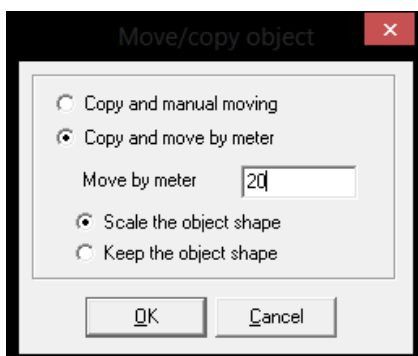 Move/copy object
Copy and manual moving
Copy and move by meter
Move by meter 20
Scale the object shape
Keep the object shape
OK Cancel